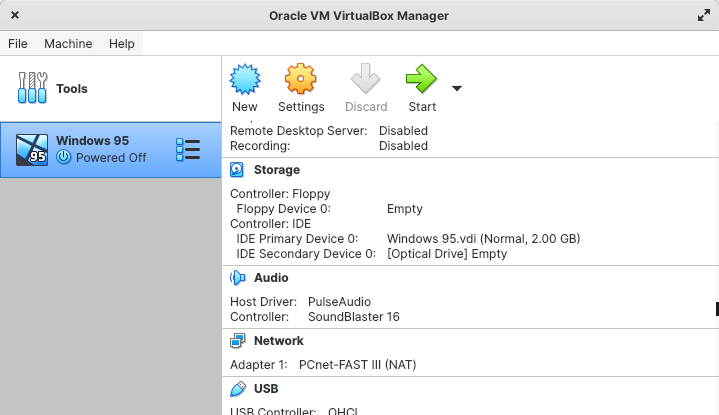 Oracle VM VirtualBox Manager
File Machine Help
Tools
New Settings Discard Start
Windows 95
Powered Off
95
Remote Desktop Server: Disabled
Recording: Disabled
Storage
Controller: Floppy
Floppy Device 0: Empty
Controller: IDE
IDE Primary Device 0: Windows 95.vdi (Normal, 2.00 GB)
IDE Secondary Device 0: [Optical Drive] Empty
Audio
Host Driver: PulseAudio
Controller: SoundBlaster 16
Network
Adapter 1: PCnet-FAST III (NAT)
USB
USB Controller: OHCI